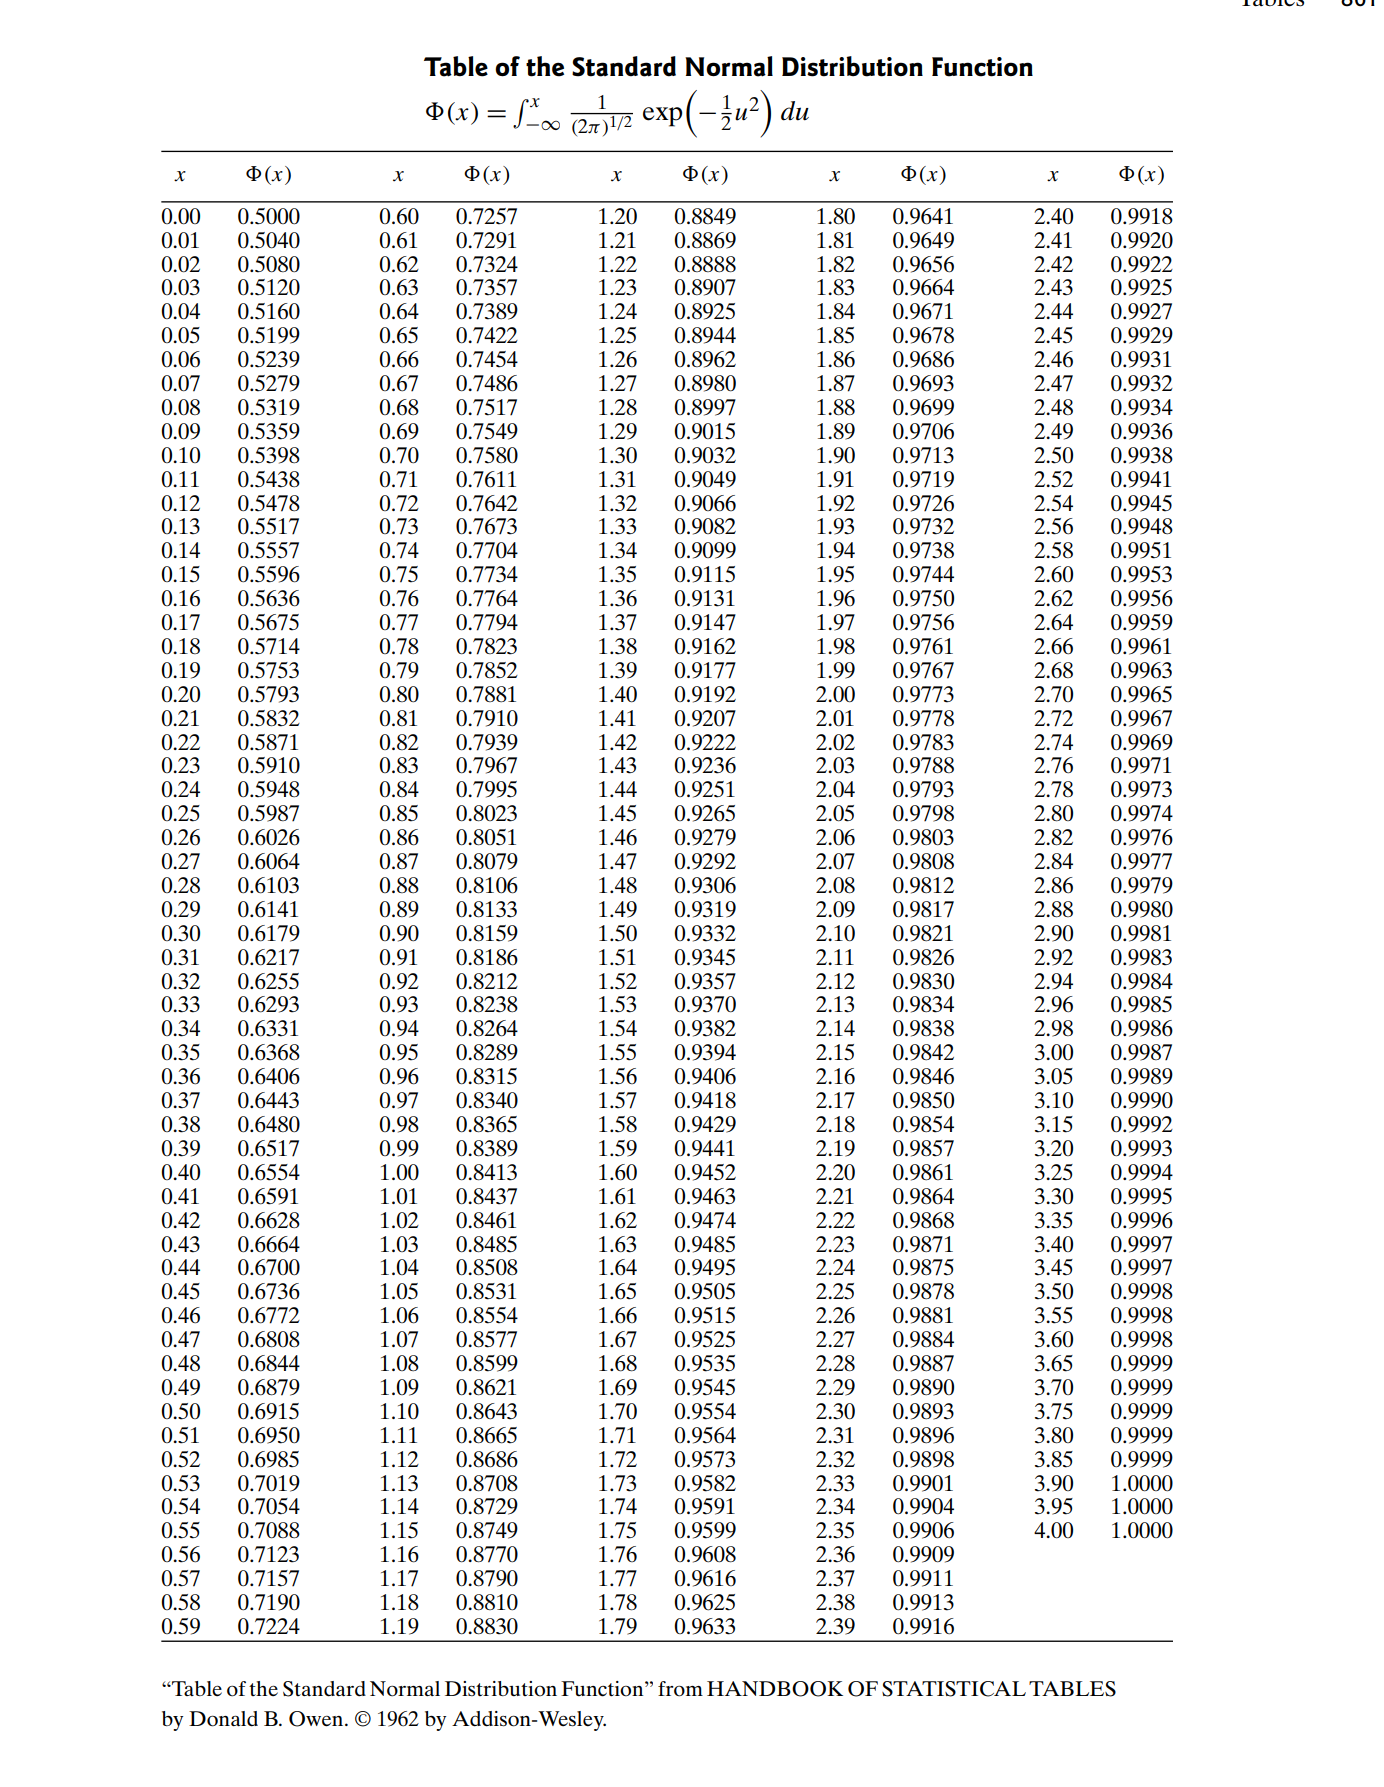 Tables 861
Table of the Standard Normal Distribution Function
Φ(x) = ∫_{−∞}^{x} 1/(2π)^{1/2} exp(−½u²) du
x Φ(x) x Φ(x) x Φ(x) x Φ(x) x Φ(x)
0.00 0.5000 0.60 0.7257 1.20 0.8849 1.80 0.9641 2.40 0.9918
0.01 0.5040 0.61 0.7291 1.21 0.8869 1.81 0.9649 2.41 0.9920
0.02 0.5080 0.62 0.7324 1.22 0.8888 1.82 0.9656 2.42 0.9922
0.03 0.5120 0.63 0.7357 1.23 0.8907 1.83 0.9664 2.43 0.9925
0.04 0.5160 0.64 0.7389 1.24 0.8925 1.84 0.9671 2.44 0.9927
0.05 0.5199 0.65 0.7422 1.25 0.8944 1.85 0.9678 2.45 0.9929
0.06 0.5239 0.66 0.7454 1.26 0.8962 1.86 0.9686 2.46 0.9931
0.07 0.5279 0.67 0.7486 1.27 0.8980 1.87 0.9693 2.47 0.9932
0.08 0.5319 0.68 0.7517 1.28 0.8997 1.88 0.9699 2.48 0.9934
0.09 0.5359 0.69 0.7549 1.29 0.9015 1.89 0.9706 2.49 0.9936
0.10 0.5398 0.70 0.7580 1.30 0.9032 1.90 0.9713 2.50 0.9938
0.11 0.5438 0.71 0.7611 1.31 0.9049 1.91 0.9719 2.52 0.9941
0.12 0.5478 0.72 0.7642 1.32 0.9066 1.92 0.9726 2.54 0.9945
0.13 0.5517 0.73 0.7673 1.33 0.9082 1.93 0.9732 2.56 0.9948
0.14 0.5557 0.74 0.7704 1.34 0.9099 1.94 0.9738 2.58 0.9951
0.15 0.5596 0.75 0.7734 1.35 0.9115 1.95 0.9744 2.60 0.9953
0.16 0.5636 0.76 0.7764 1.36 0.9131 1.96 0.9750 2.62 0.9956
0.17 0.5675 0.77 0.7794 1.37 0.9147 1.97 0.9756 2.64 0.9959
0.18 0.5714 0.78 0.7823 1.38 0.9162 1.98 0.9761 2.66 0.9961
0.19 0.5753 0.79 0.7852 1.39 0.9177 1.99 0.9767 2.68 0.9963
0.20 0.5793 0.80 0.7881 1.40 0.9192 2.00 0.9773 2.70 0.9965
0.21 0.5832 0.81 0.7910 1.41 0.9207 2.01 0.9778 2.72 0.9967
0.22 0.5871 0.82 0.7939 1.42 0.9222 2.02 0.9783 2.74 0.9969
0.23 0.5910 0.83 0.7967 1.43 0.9236 2.03 0.9788 2.76 0.9971
0.24 0.5948 0.84 0.7995 1.44 0.9251 2.04 0.9793 2.78 0.9973
0.25 0.5987 0.85 0.8023 1.45 0.9265 2.05 0.9798 2.80 0.9974
0.26 0.6026 0.86 0.8051 1.46 0.9279 2.06 0.9803 2.82 0.9976
0.27 0.6064 0.87 0.8079 1.47 0.9292 2.07 0.9808 2.84 0.9977
0.28 0.6103 0.88 0.8106 1.48 0.9306 2.08 0.9812 2.86 0.9979
0.29 0.6141 0.89 0.8133 1.49 0.9319 2.09 0.9817 2.88 0.9980
0.30 0.6179 0.90 0.8159 1.50 0.9332 2.10 0.9821 2.90 0.9981
0.31 0.6217 0.91 0.8186 1.51 0.9345 2.11 0.9826 2.92 0.9983
0.32 0.6255 0.92 0.8212 1.52 0.9357 2.12 0.9830 2.94 0.9984
0.33 0.6293 0.93 0.8238 1.53 0.9370 2.13 0.9834 2.96 0.9985
0.34 0.6331 0.94 0.8264 1.54 0.9382 2.14 0.9838 2.98 0.9986
0.35 0.6368 0.95 0.8289 1.55 0.9394 2.15 0.9842 3.00 0.9987
0.36 0.6406 0.96 0.8315 1.56 0.9406 2.16 0.9846 3.05 0.9989
0.37 0.6443 0.97 0.8340 1.57 0.9418 2.17 0.9850 3.10 0.9990
0.38 0.6480 0.98 0.8365 1.58 0.9429 2.18 0.9854 3.15 0.9992
0.39 0.6517 0.99 0.8389 1.59 0.9441 2.19 0.9857 3.20 0.9993
0.40 0.6554 1.00 0.8413 1.60 0.9452 2.20 0.9861 3.25 0.9994
0.41 0.6591 1.01 0.8437 1.61 0.9463 2.21 0.9864 3.30 0.9995
0.42 0.6628 1.02 0.8461 1.62 0.9474 2.22 0.9868 3.35 0.9996
0.43 0.6664 1.03 0.8485 1.63 0.9485 2.23 0.9871 3.40 0.9997
0.44 0.6700 1.04 0.8508 1.64 0.9495 2.24 0.9875 3.45 0.9997
0.45 0.6736 1.05 0.8531 1.65 0.9505 2.25 0.9878 3.50 0.9998
0.46 0.6772 1.06 0.8554 1.66 0.9515 2.26 0.9881 3.55 0.9998
0.47 0.6808 1.07 0.8577 1.67 0.9525 2.27 0.9884 3.60 0.9998
0.48 0.6844 1.08 0.8599 1.68 0.9535 2.28 0.9887 3.65 0.9999
0.49 0.6879 1.09 0.8621 1.69 0.9545 2.29 0.9890 3.70 0.9999
0.50 0.6915 1.10 0.8643 1.70 0.9554 2.30 0.9893 3.75 0.9999
0.51 0.6950 1.11 0.8665 1.71 0.9564 2.31 0.9896 3.80 0.9999
0.52 0.6985 1.12 0.8686 1.72 0.9573 2.32 0.9898 3.85 0.9999
0.53 0.7019 1.13 0.8708 1.73 0.9582 2.33 0.9901 3.90 1.0000
0.54 0.7054 1.14 0.8729 1.74 0.9591 2.34 0.9904 3.95 1.0000
0.55 0.7088 1.15 0.8749 1.75 0.9599 2.35 0.9906 4.00 1.0000
0.56 0.7123 1.16 0.8770 1.76 0.9608 2.36 0.9909
0.57 0.7157 1.17 0.8790 1.77 0.9616 2.37 0.9911
0.58 0.7190 1.18 0.8810 1.78 0.9625 2.38 0.9913
0.59 0.7224 1.19 0.8830 1.79 0.9633 2.39 0.9916
“Table of the Standard Normal Distribution Function” from HANDBOOK OF STATISTICAL TABLES
by Donald B. Owen. © 1962 by Addison-Wesley.